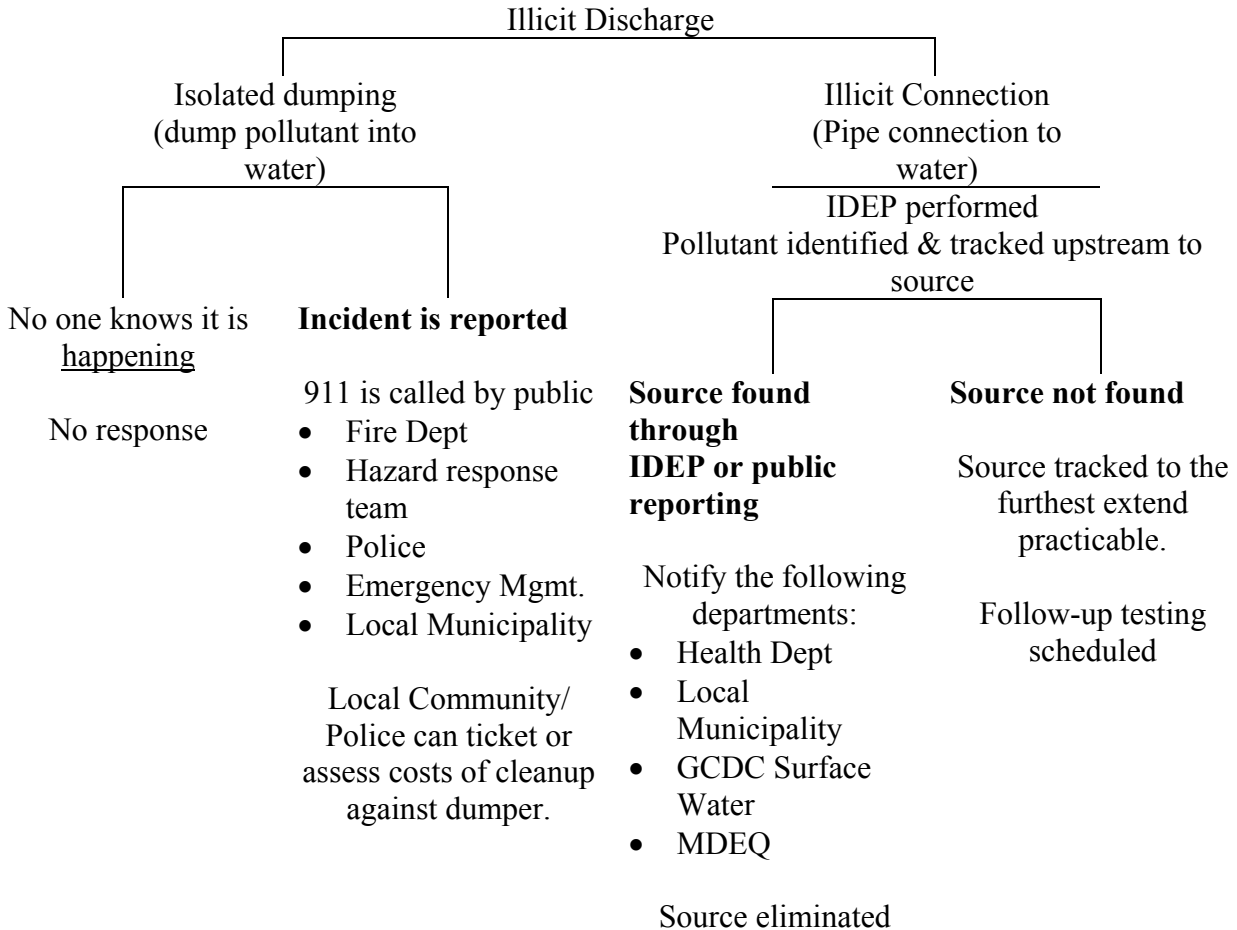 Illicit Discharge
Isolated dumping
(dump pollutant into
water)
Illicit Connection
(Pipe connection to
water)
IDEP performed
Pollutant identified & tracked upstream to
source
No one knows it is
happening
No response
Incident is reported
911 is called by public
• Fire Dept
• Hazard response
team
• Police
• Emergency Mgmt.
• Local Municipality
Local Community/
Police can ticket or
assess costs of cleanup
against dumper.
Source found
through
IDEP or public
reporting
Notify the following
departments:
• Health Dept
• Local
Municipality
• GCDC Surface
Water
• MDEQ
Source eliminated
Source not found
Source tracked to the
furthest extend
practicable.
Follow-up testing
scheduled